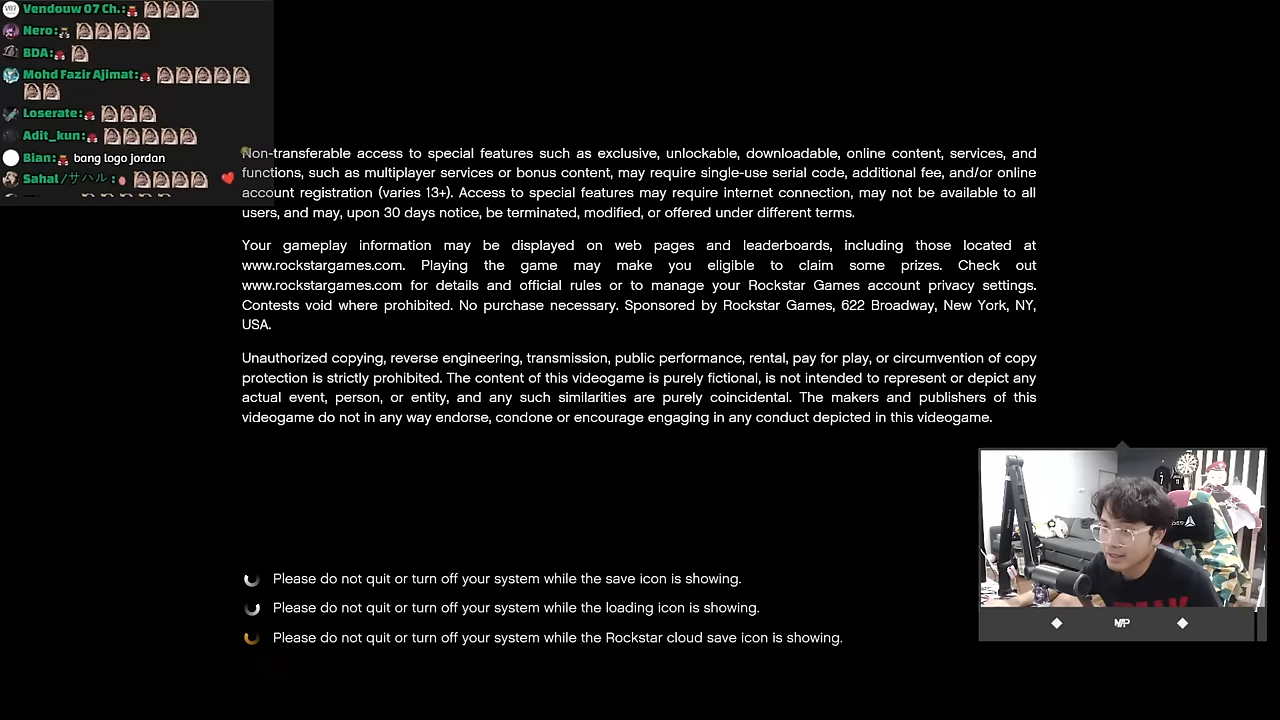 Vendouw 07 Ch.:
Nero:
BDA:
Mohd Fazir Ajimat:
Loserate:
Adit_kun:
Bian: bang logo jordan
Sahal /サハル :
Non-transferable access to special features such as exclusive, unlockable, downloadable, online content, services, and
functions, such as multiplayer services or bonus content, may require single-use serial code, additional fee, and/or online
account registration (varies 13+). Access to special features may require internet connection, may not be available to all
users, and may, upon 30 days notice, be terminated, modified, or offered under different terms.
Your gameplay information may be displayed on web pages and leaderboards, including those located at
www.rockstargames.com. Playing the game may make you eligible to claim some prizes. Check out
www.rockstargames.com for details and official rules or to manage your Rockstar Games account privacy settings.
Contests void where prohibited. No purchase necessary. Sponsored by Rockstar Games, 622 Broadway, New York, NY,
USA.
Unauthorized copying, reverse engineering, transmission, public performance, rental, pay for play, or circumvention of copy
protection is strictly prohibited. The content of this videogame is purely fictional, is not intended to represent or depict any
actual event, person, or entity, and any such similarities are purely coincidental. The makers and publishers of this
videogame do not in any way endorse, condone or encourage engaging in any conduct depicted in this videogame.
Please do not quit or turn off your system while the save icon is showing.
Please do not quit or turn off your system while the loading icon is showing.
Please do not quit or turn off your system while the Rockstar cloud save icon is showing.